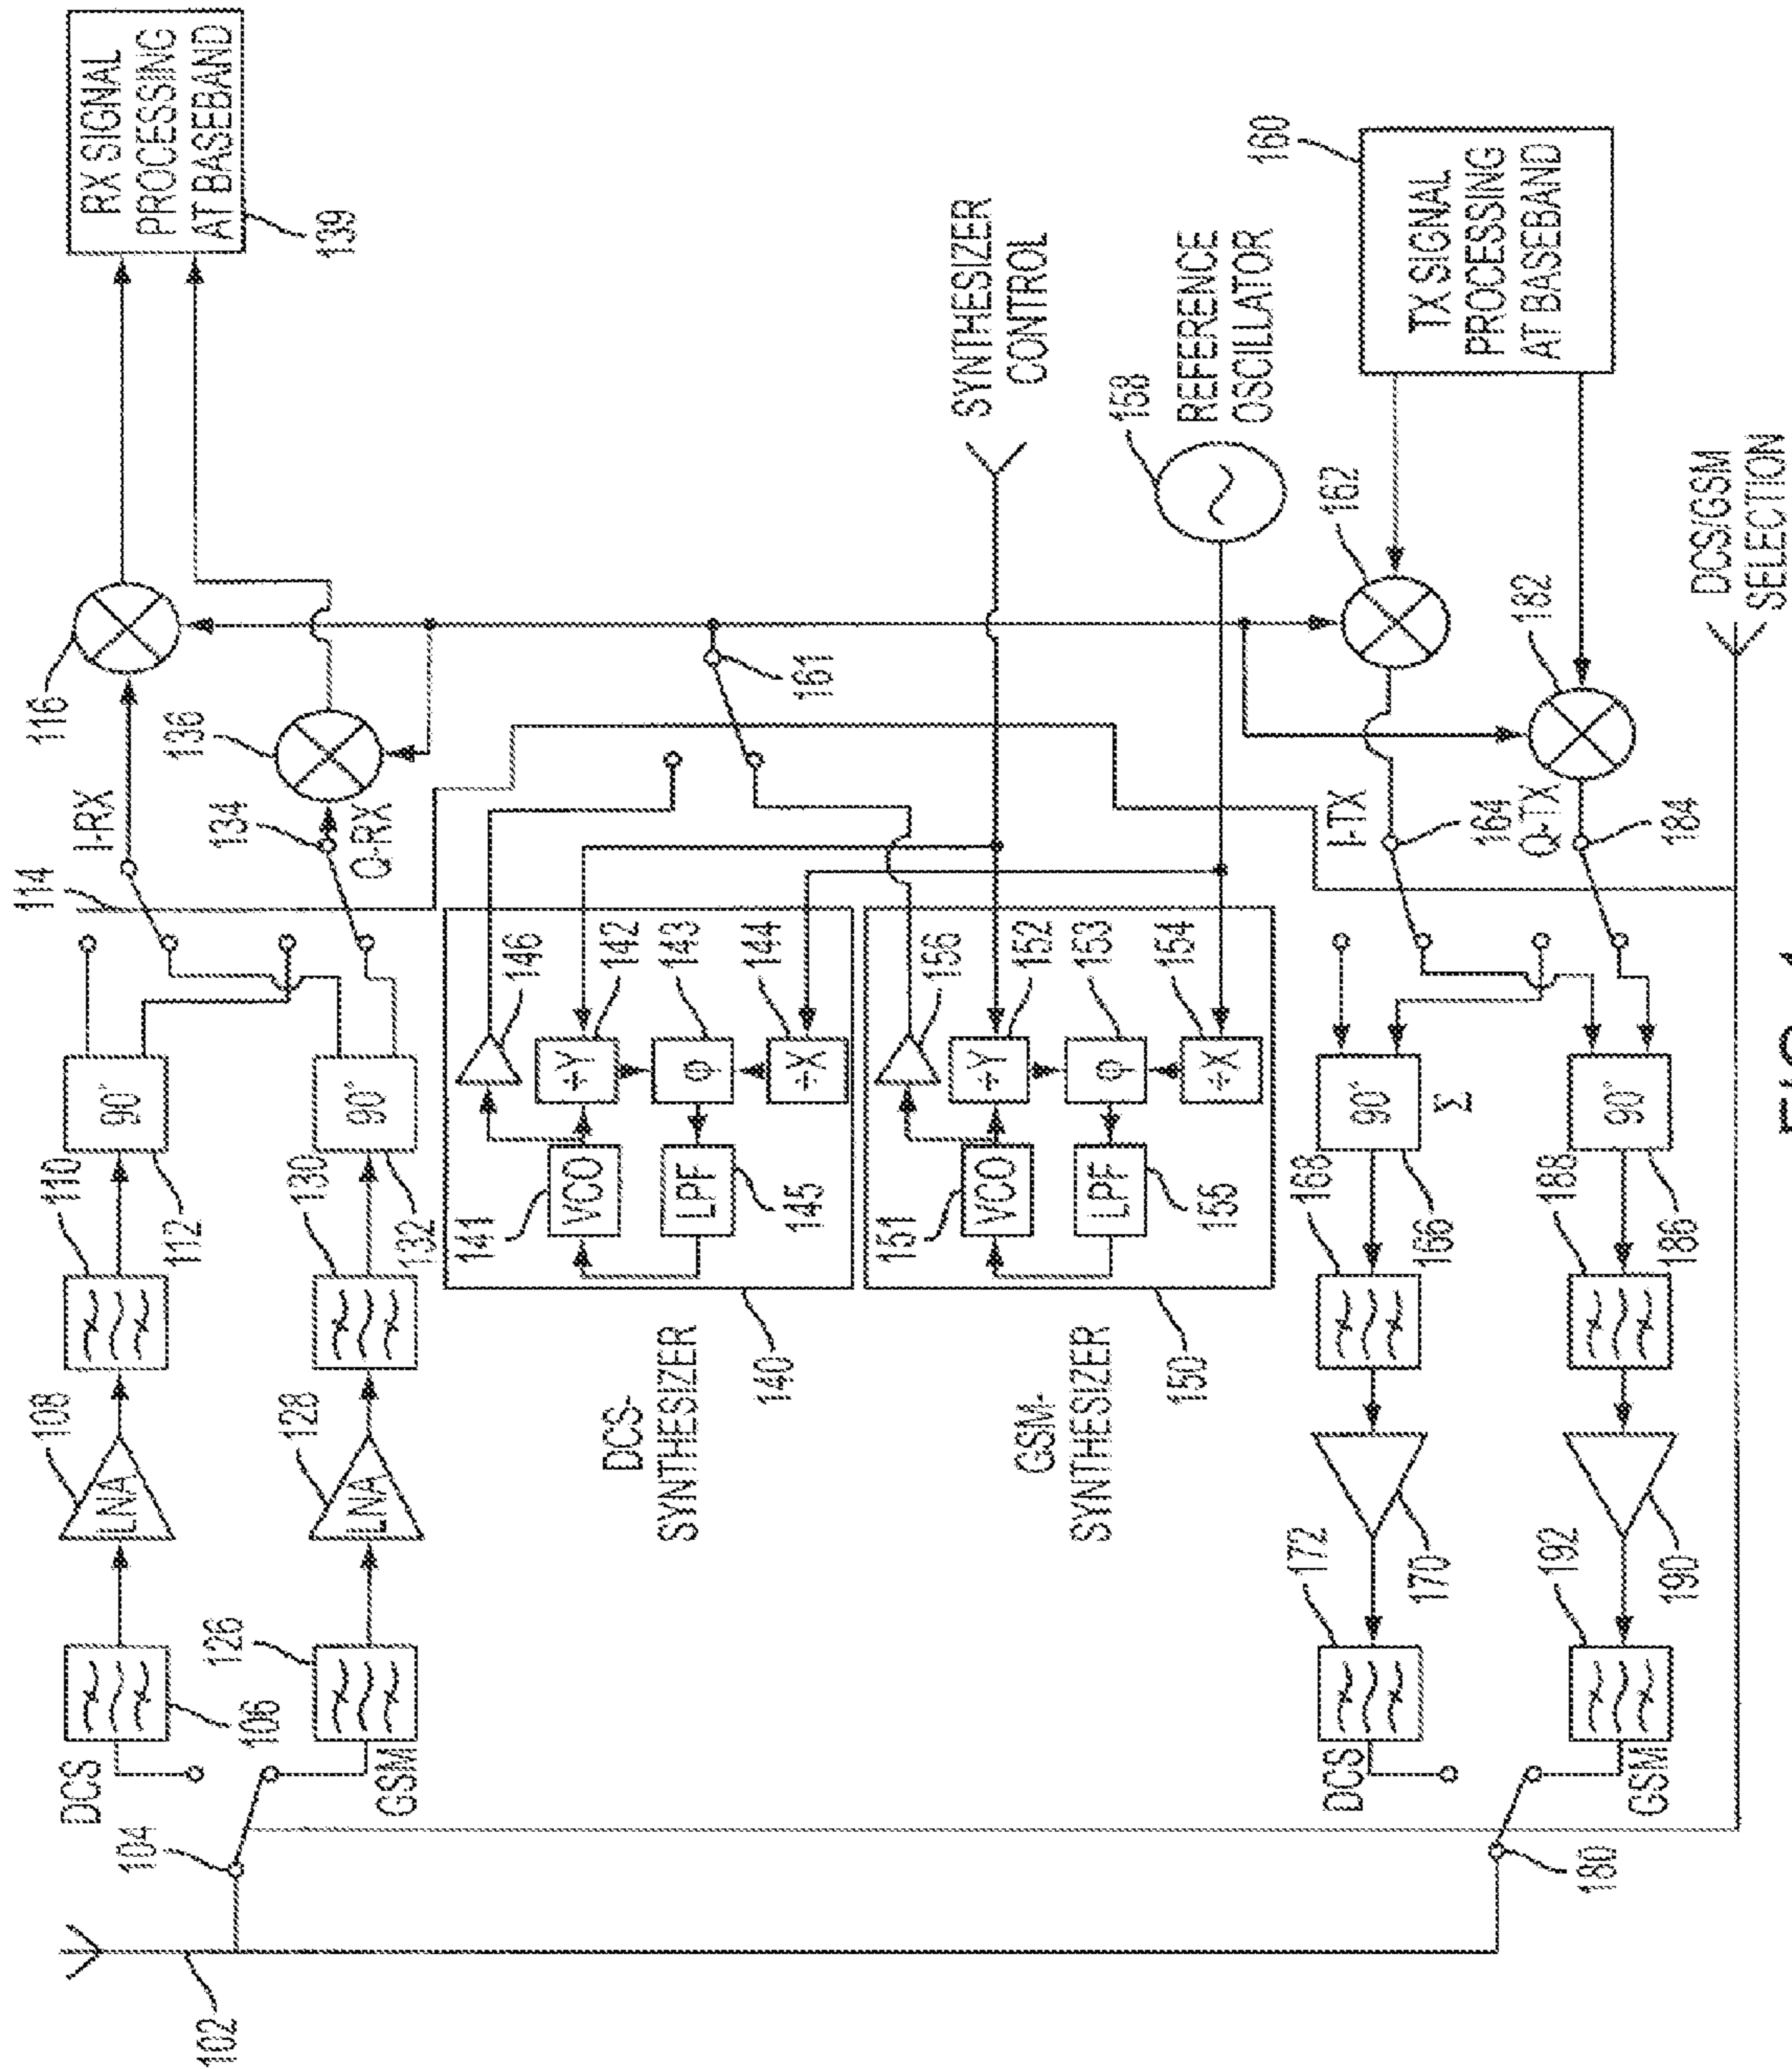 RX SIGNAL
PROCESSING
AT BASEBAND
139
116
136
I-RX
134
Q-RX
114
110
90°
112
130
90°
132
108
LNA
128
LNA
106
126
DCS
GSM
104
102
161
SYNTHESIZER
CONTROL
158
REFERENCE
OSCILLATOR
146
÷Y
142
φ
143
÷X
144
VCO
141
LPF
145
DCS-
SYNTHESIZER
140
156
÷Y
152
φ
153
÷X
154
VCO
151
LPF
155
GSM-
SYNTHESIZER
150
160
TX SIGNAL
PROCESSING
AT BASEBAND
162
182
I-TX
164
Q-TX
184
90°
Σ
166
168
90°
186
188
170
190
172
192
DCS
GSM
180
DCS/GSM
SELECTION